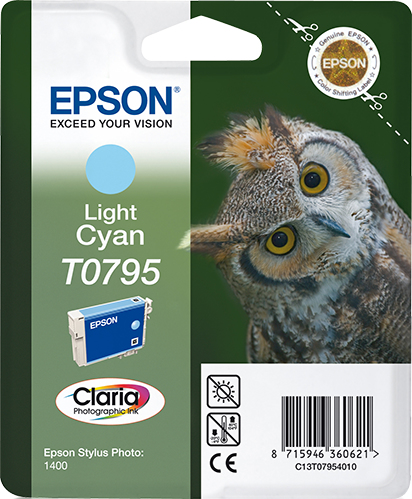 EPSON®
EXCEED YOUR VISION
Genuine EPSON
EPSON
Color Shifting Label
Light
Cyan
T0795
EPSON
Claria
Photographic Ink
Epson Stylus Photo:
1400
8 715946 360621 >
C13T07954010